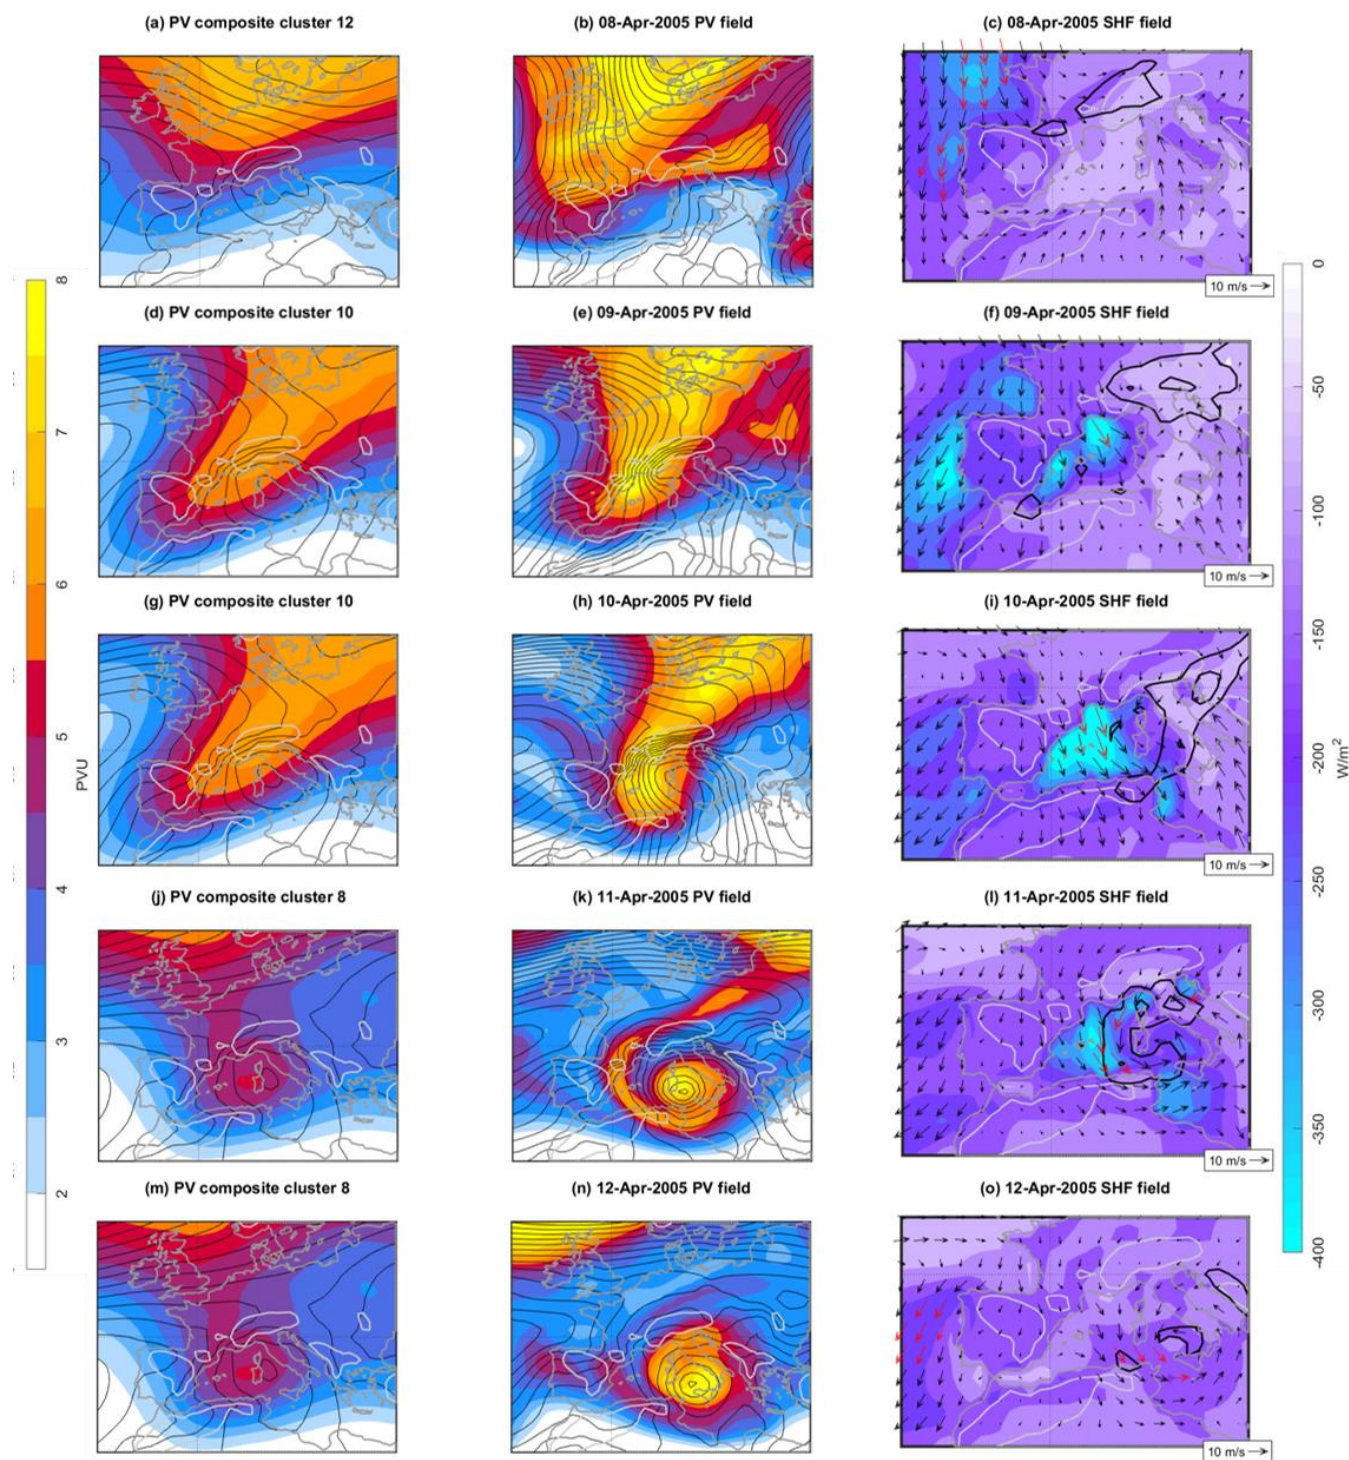 (a) PV composite cluster 12
(b) 08-Apr-2005 PV field
(c) 08-Apr-2005 SHF field
10 m/s
(d) PV composite cluster 10
(e) 09-Apr-2005 PV field
(f) 09-Apr-2005 SHF field
10 m/s
(g) PV composite cluster 10
(h) 10-Apr-2005 PV field
(i) 10-Apr-2005 SHF field
10 m/s
(j) PV composite cluster 8
(k) 11-Apr-2005 PV field
(l) 11-Apr-2005 SHF field
10 m/s
(m) PV composite cluster 8
(n) 12-Apr-2005 PV field
(o) 12-Apr-2005 SHF field
10 m/s
8
7
6
5
4
3
2
PVU
0
-50
-100
-150
-200
-250
-300
-350
-400
W/m²